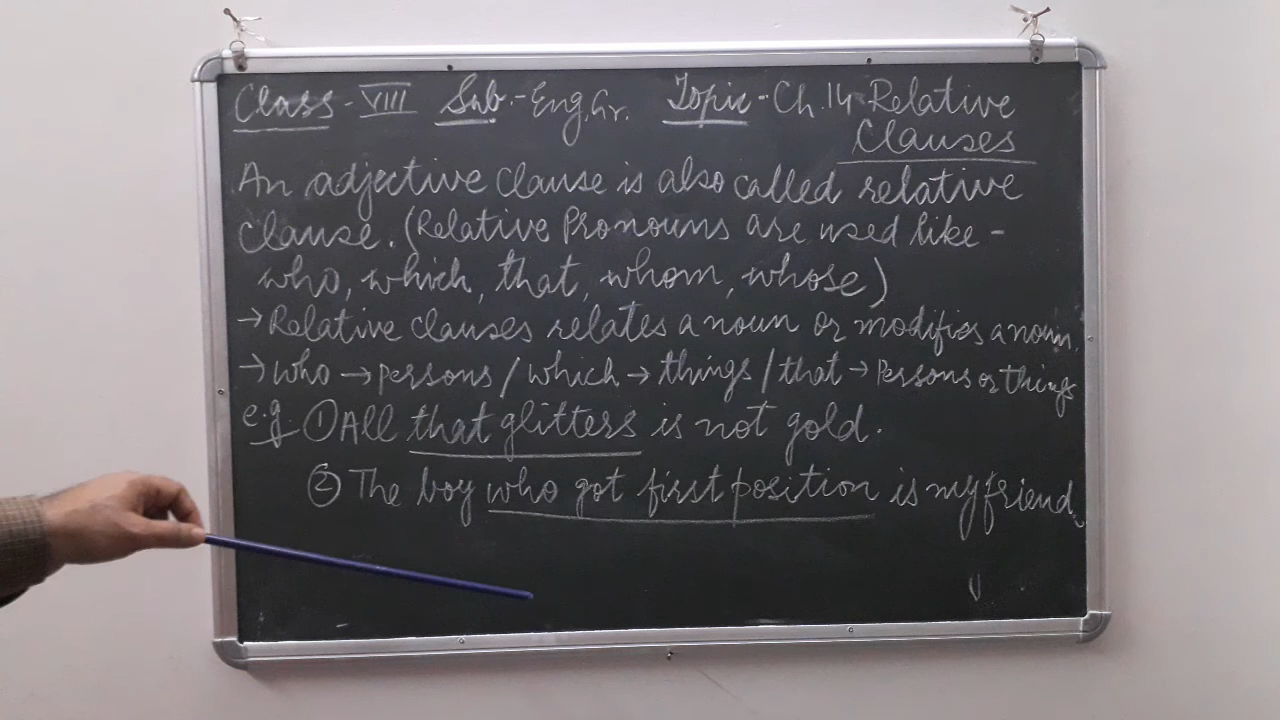 Class - VIII Sub.- Eng.Gr. Topic - Ch.14 Relative
Clauses
An adjective clause is also called relative
clause. (Relative Pronouns are used like -
who, which, that, whom, whose)
→ Relative clauses relates a noun or modifies a noun.
→ who → persons / which → things / that → Persons or things
e.g. ① All that glitters is not gold.
② The boy who got first position is my friend.